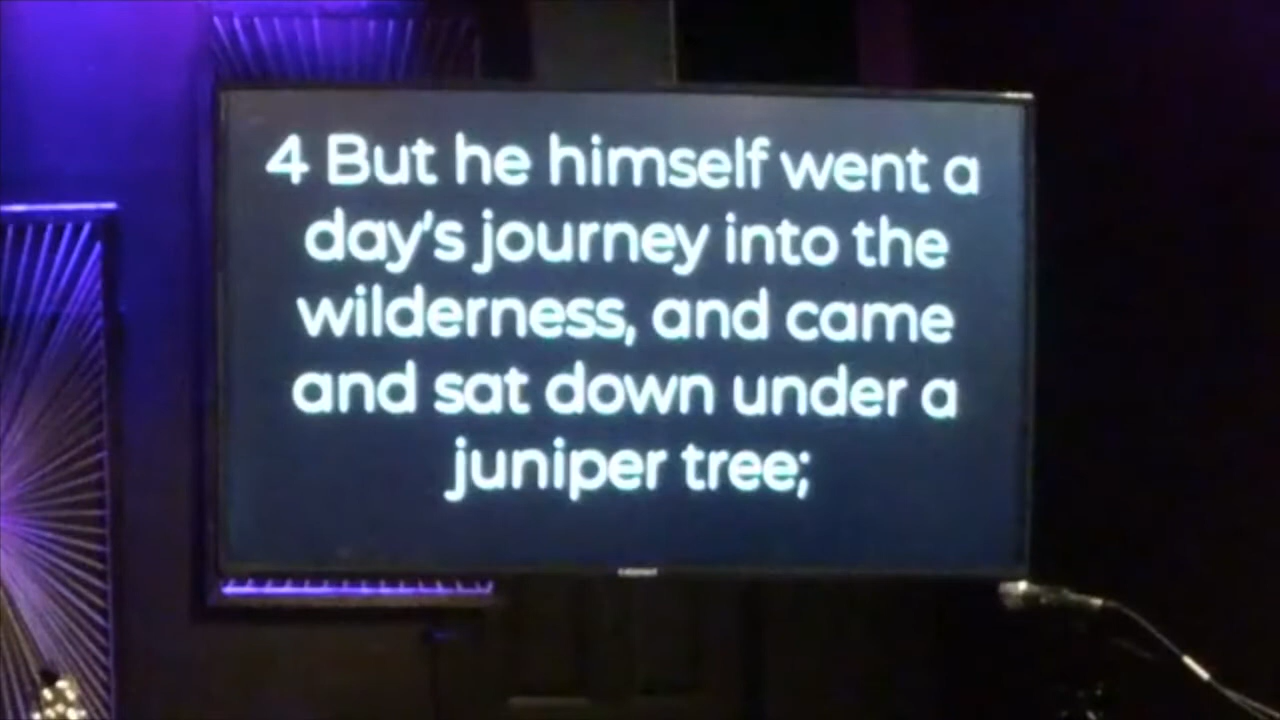 4 But he himself went a
day's journey into the
wilderness, and came
and sat down under a
juniper tree;